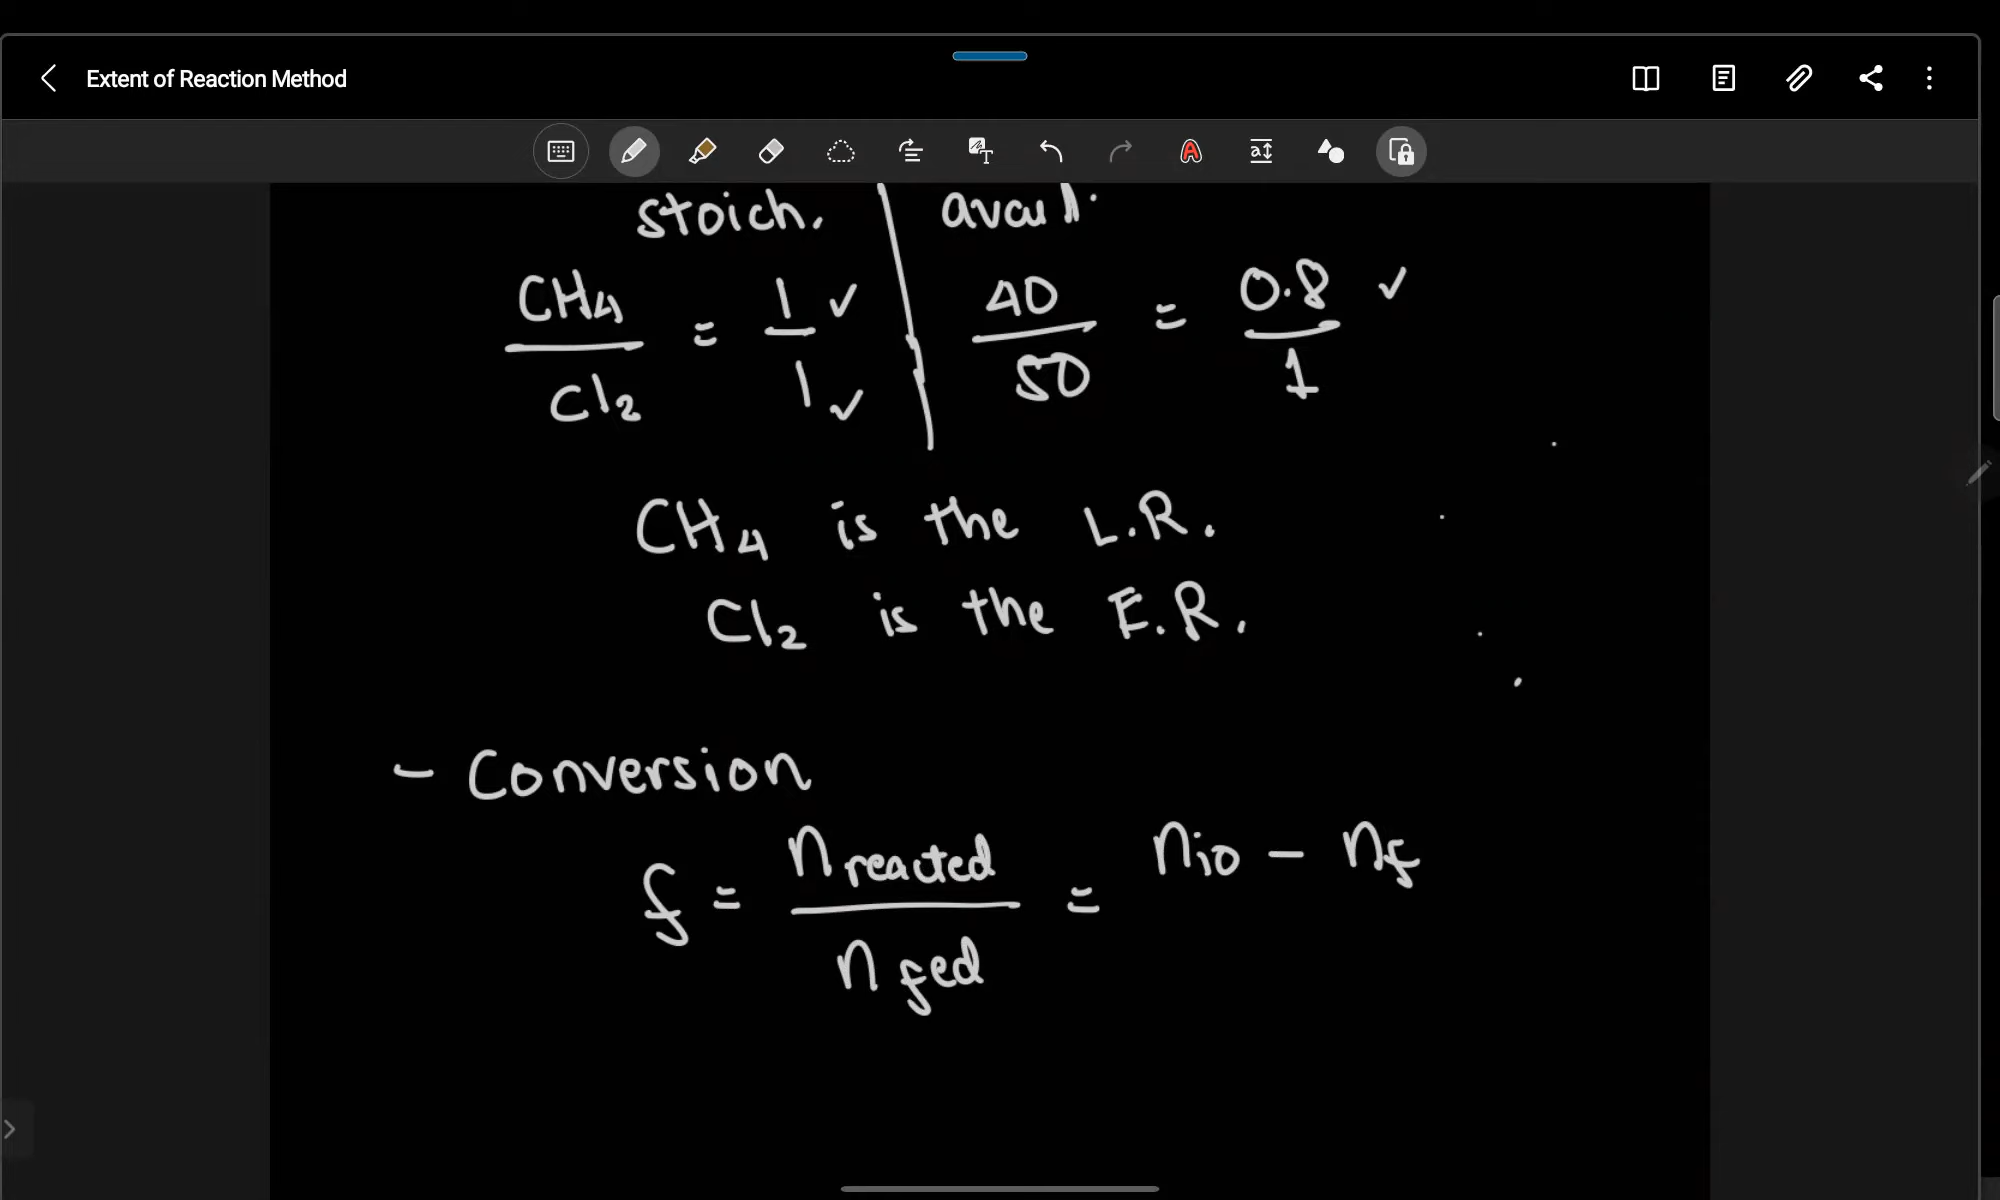 Extent of Reaction Method
stoich. avail.
CH4 / Cl2 = 1 / 1 40 / 50 = 0.8 / 1
CH4 is the L.R.
Cl2 is the E.R.
- Conversion
f = n reacted / n fed = nio - nf